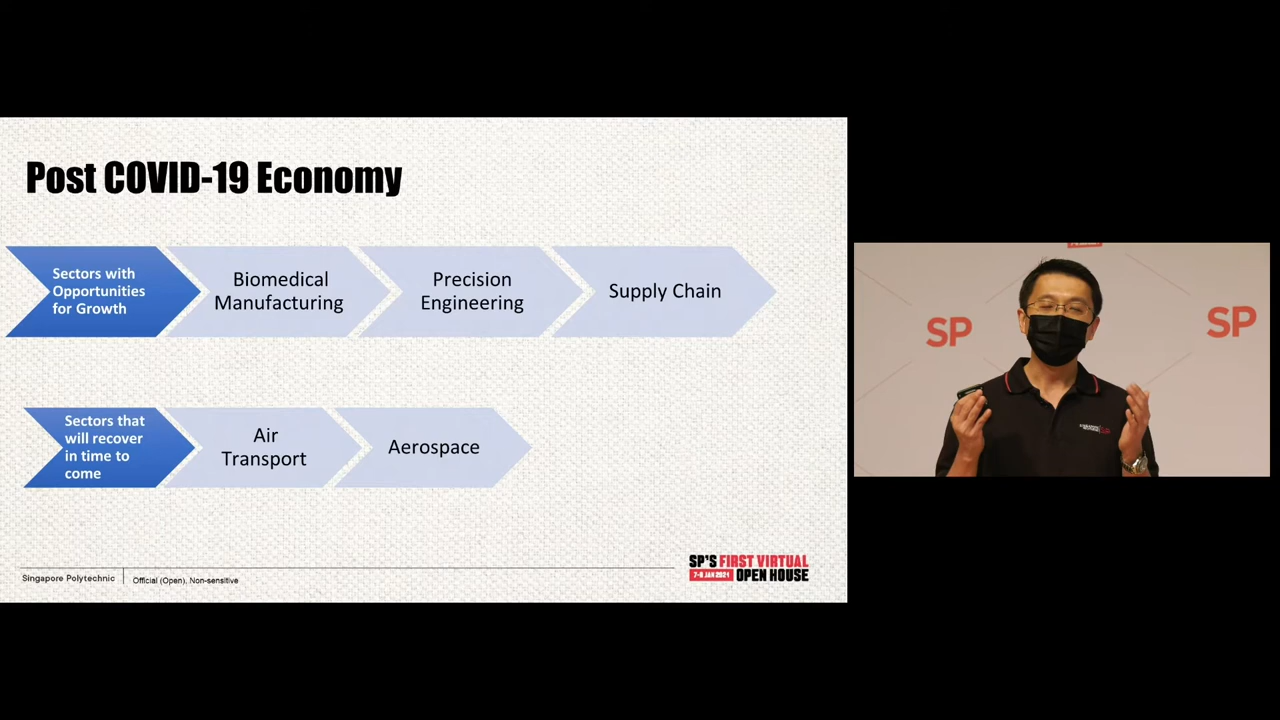 Post COVID-19 Economy
Sectors with
Opportunities
for Growth
Biomedical
Manufacturing
Precision
Engineering
Supply Chain
Sectors that
will recover
in time to
come
Air
Transport
Aerospace
Singapore Polytechnic
Official (Open), Non-sensitive
SP'S FIRST VIRTUAL
7-9 JAN 2021 OPEN HOUSE
SP
SP